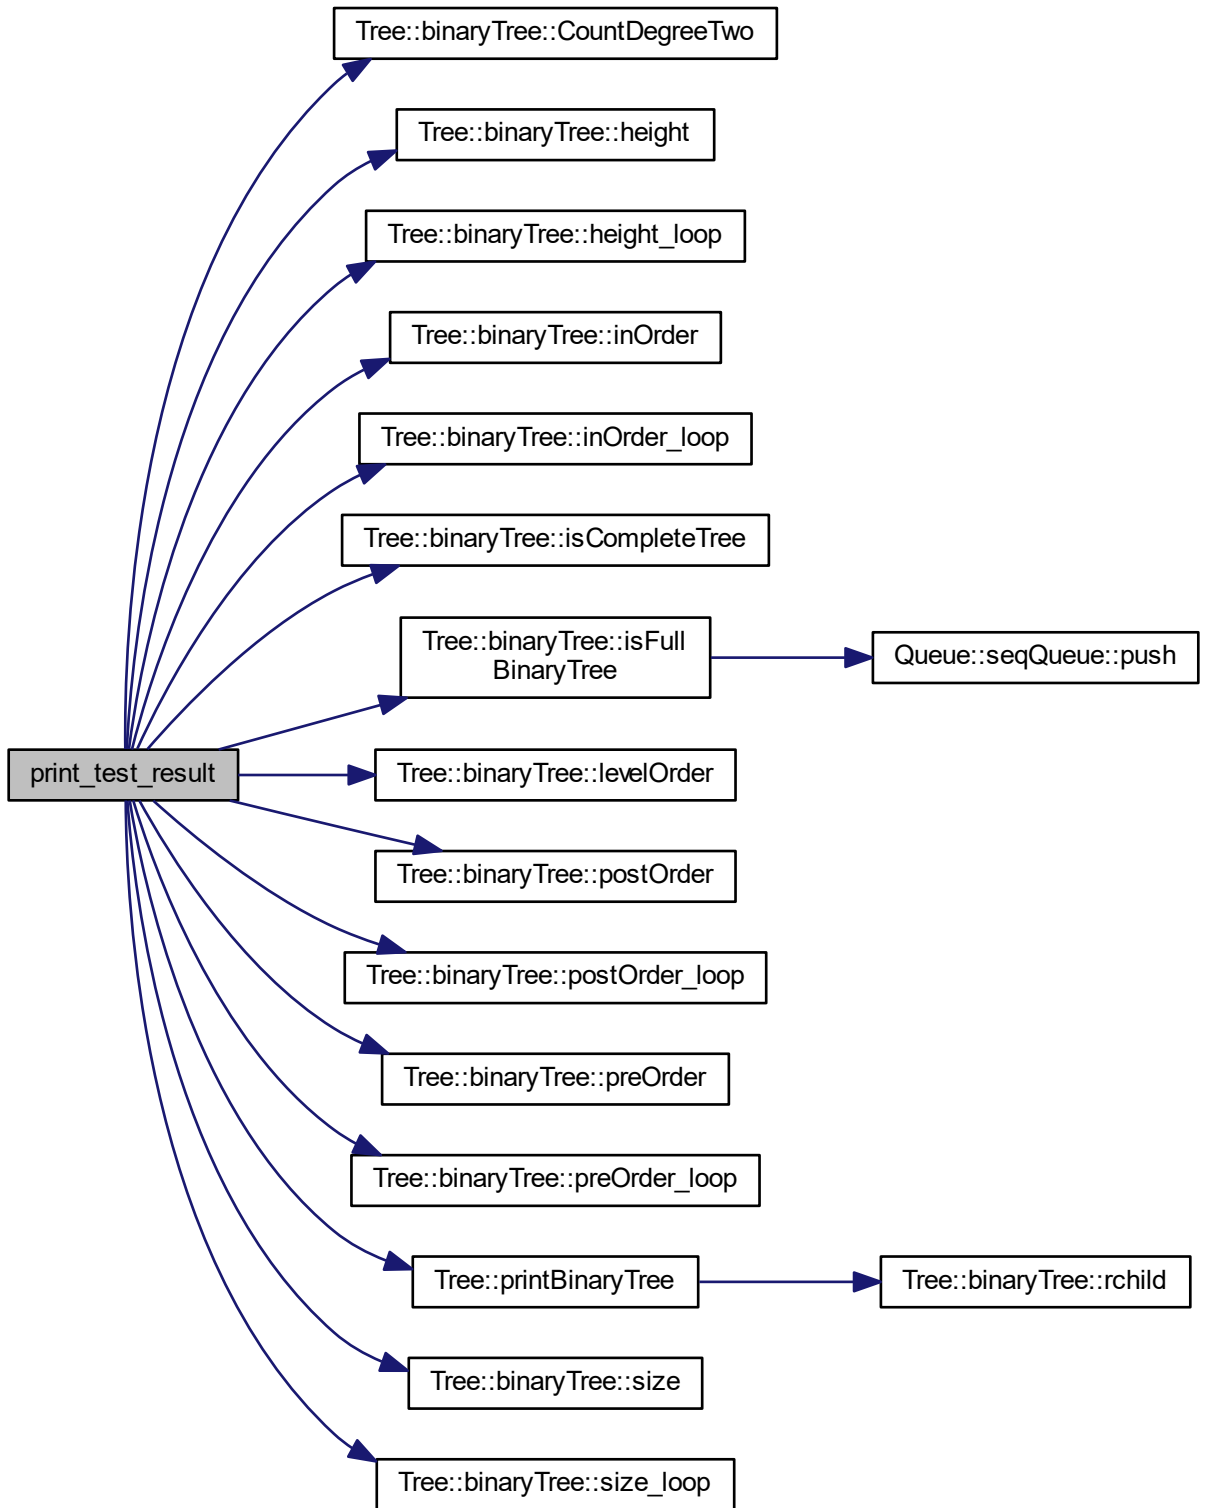 Tree::binaryTree::CountDegreeTwo
Tree::binaryTree::height
Tree::binaryTree::height_loop
Tree::binaryTree::inOrder
Tree::binaryTree::inOrder_loop
Tree::binaryTree::isCompleteTree
Tree::binaryTree::isFull
BinaryTree
Queue::seqQueue::push
print_test_result
Tree::binaryTree::levelOrder
Tree::binaryTree::postOrder
Tree::binaryTree::postOrder_loop
Tree::binaryTree::preOrder
Tree::binaryTree::preOrder_loop
Tree::printBinaryTree
Tree::binaryTree::rchild
Tree::binaryTree::size
Tree::binaryTree::size_loop